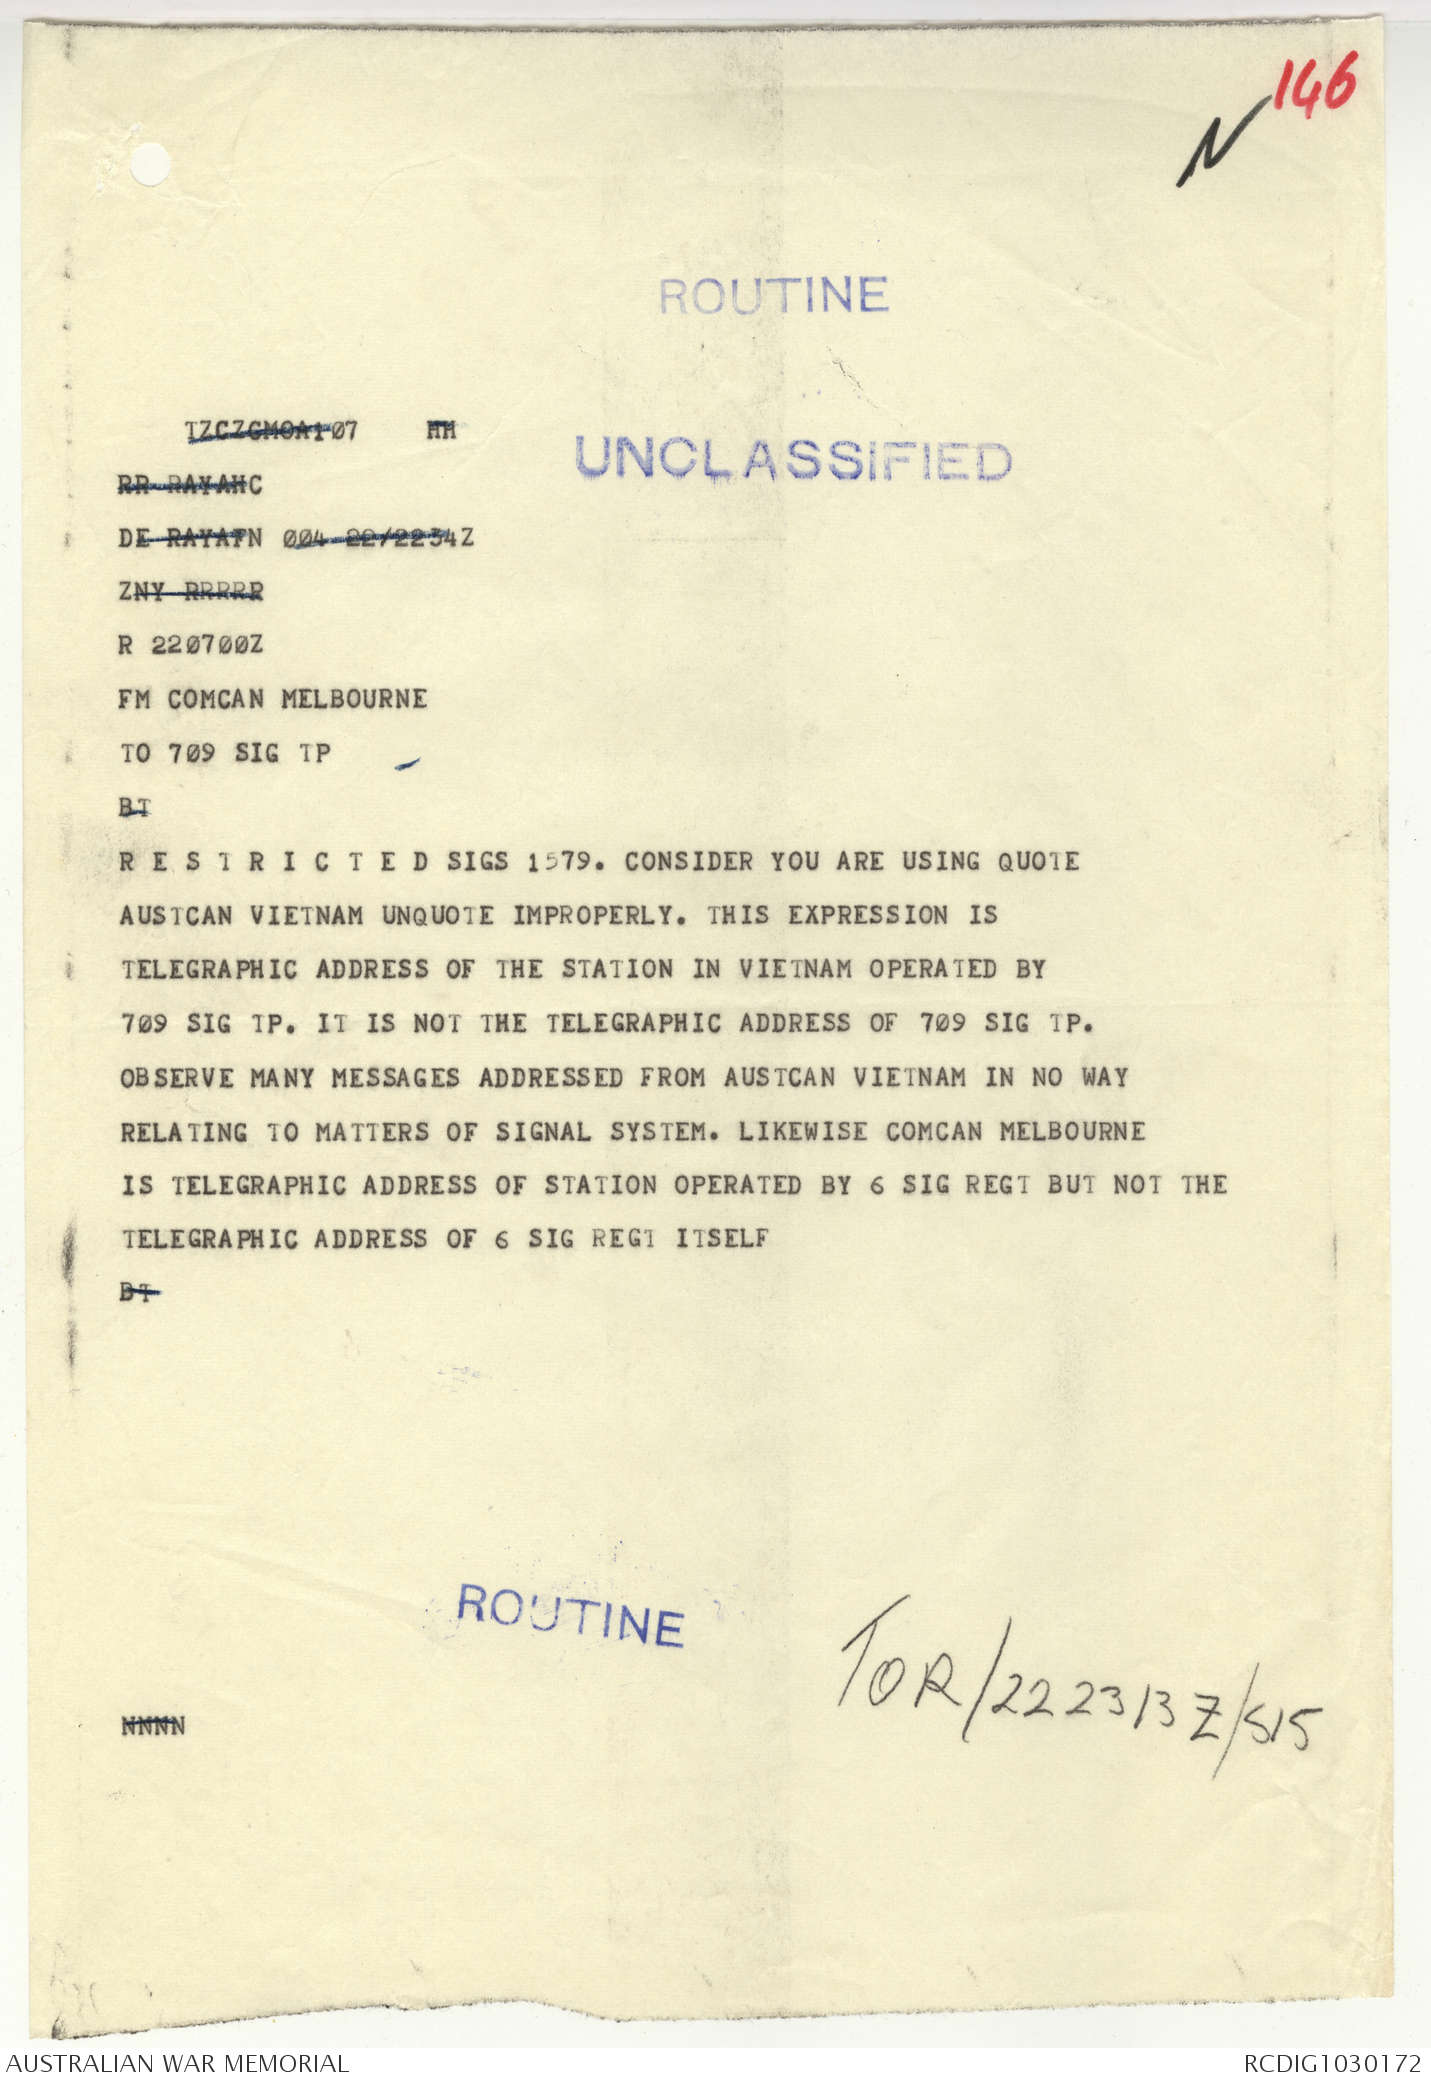 146
N
ROUTINE
TZCZGMOA107 HH
UNCLASSIFIED
RR RAYAHC
DE RAYATN 004 22/2234Z
ZNY RRRRR
R 220700Z
FM COMCAN MELBOURNE
TO 709 SIG TP
BT
R E S T R I C T E D SIGS 1579. CONSIDER YOU ARE USING QUOTE
AUSTCAN VIETNAM UNQUOTE IMPROPERLY. THIS EXPRESSION IS
TELEGRAPHIC ADDRESS OF THE STATION IN VIETNAM OPERATED BY
709 SIG TP. IT IS NOT THE TELEGRAPHIC ADDRESS OF 709 SIG TP.
OBSERVE MANY MESSAGES ADDRESSED FROM AUSTCAN VIETNAM IN NO WAY
RELATING TO MATTERS OF SIGNAL SYSTEM. LIKEWISE COMCAN MELBOURNE
IS TELEGRAPHIC ADDRESS OF STATION OPERATED BY 6 SIG REGT BUT NOT THE
TELEGRAPHIC ADDRESS OF 6 SIG REGT ITSELF
BT
ROUTINE
TOR/222313Z/S15
NNNN
AUSTRALIAN WAR MEMORIAL
RCDIG1030172